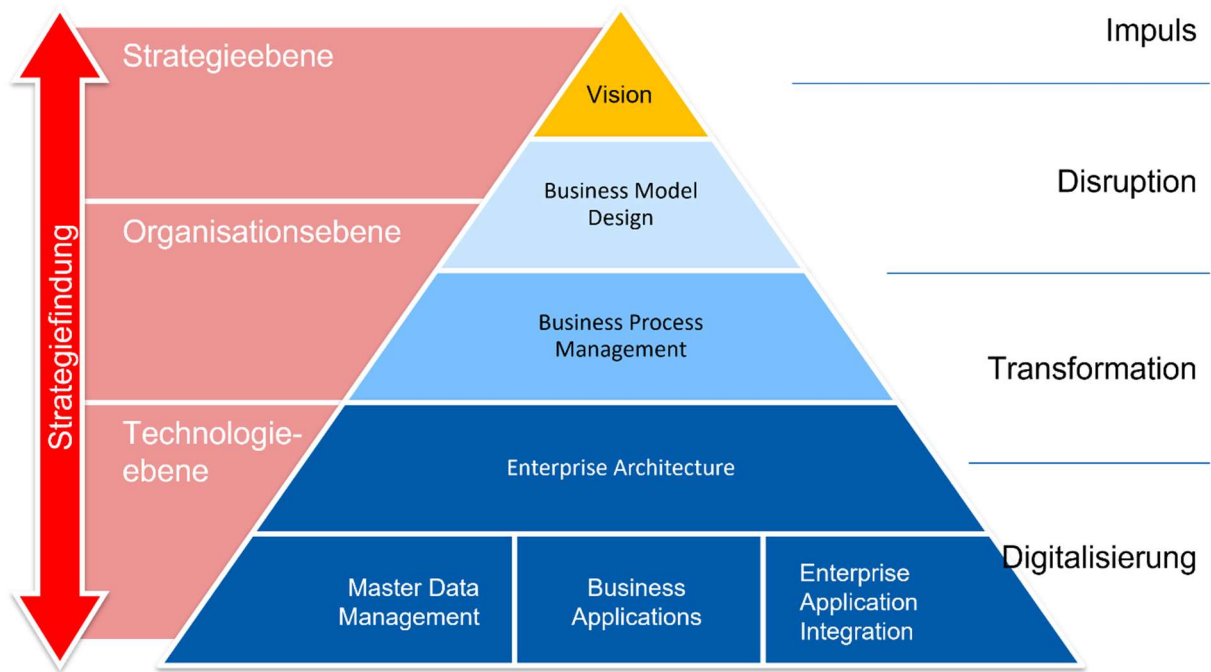 Strategiefindung
Strategieebene
Organisationsebene
Technologie-
ebene
Vision
Business Model
Design
Business Process
Management
Enterprise Architecture
Master Data
Management
Business
Applications
Enterprise
Application
Integration
Impuls
Disruption
Transformation
Digitalisierung